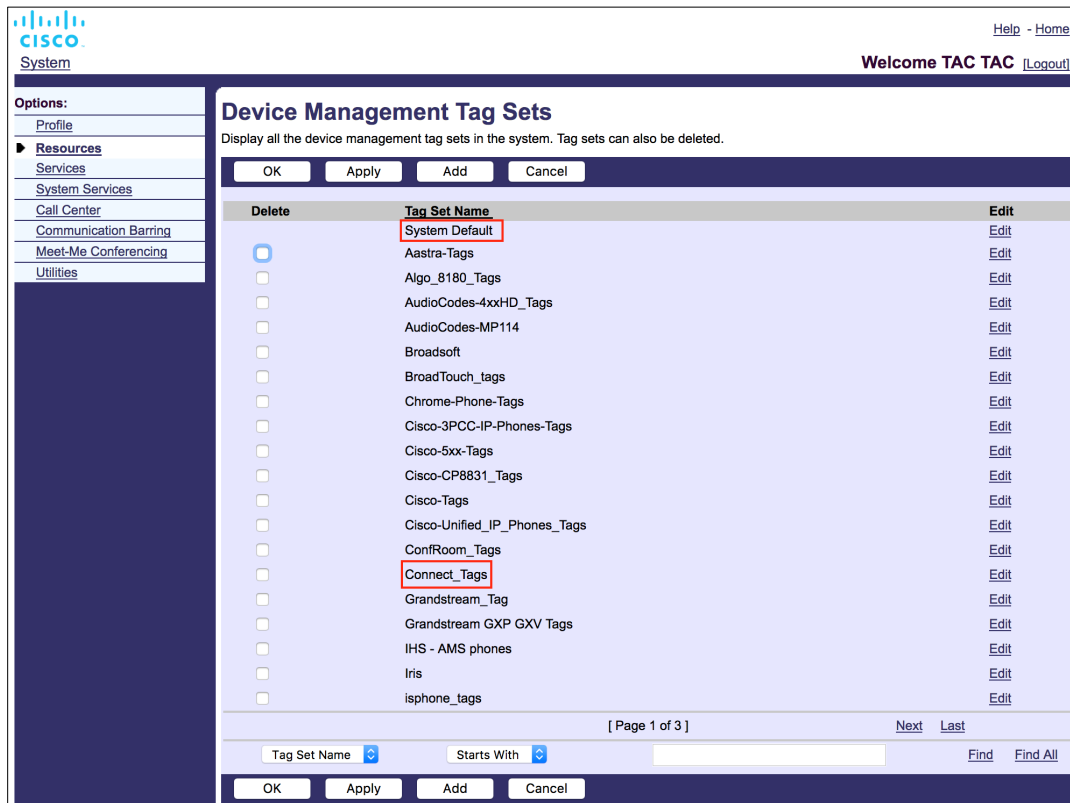 CISCO
Help - Home
System
Welcome TAC TAC [Logout]
Options:
Profile
Resources
Services
System Services
Call Center
Communication Barring
Meet-Me Conferencing
Utilities
Device Management Tag Sets
Display all the device management tag sets in the system. Tag sets can also be deleted.
OK Apply Add Cancel
Delete Tag Set Name Edit
System Default Edit
Aastra-Tags Edit
Algo_8180_Tags Edit
AudioCodes-4xxHD_Tags Edit
AudioCodes-MP114 Edit
Broadsoft Edit
BroadTouch_tags Edit
Chrome-Phone-Tags Edit
Cisco-3PCC-IP-Phones-Tags Edit
Cisco-5xx-Tags Edit
Cisco-CP8831_Tags Edit
Cisco-Tags Edit
Cisco-Unified_IP_Phones_Tags Edit
ConfRoom_Tags Edit
Connect_Tags Edit
Grandstream_Tag Edit
Grandstream GXP GXV Tags Edit
IHS - AMS phones Edit
Iris Edit
isphone_tags Edit
[ Page 1 of 3 ] Next Last
Tag Set Name Starts With Find Find All
OK Apply Add Cancel